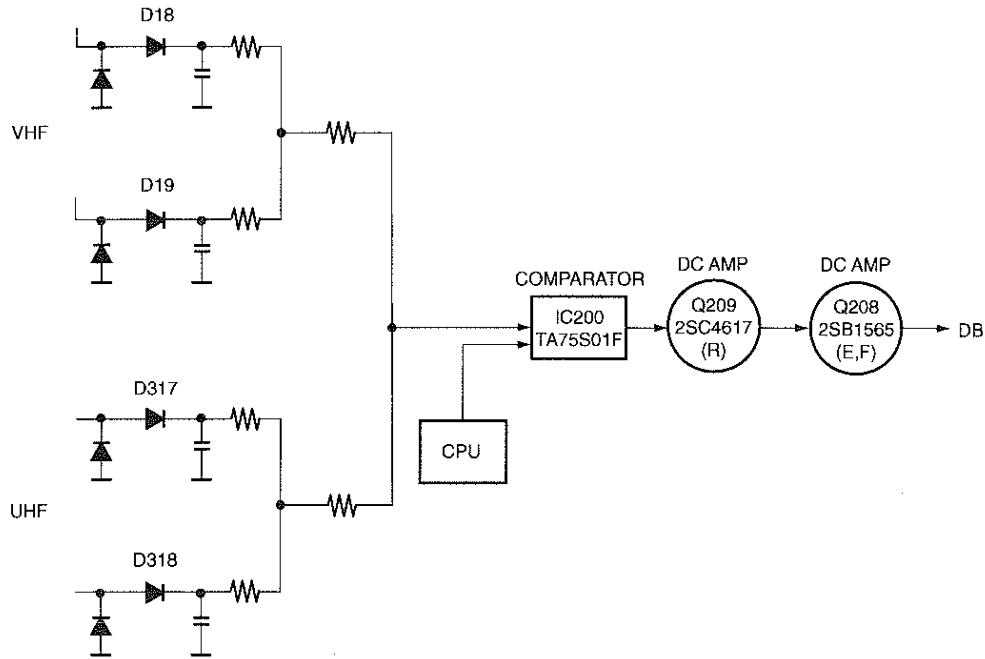 D18
VHF
D19
COMPARATOR
IC200
TA75S01F
DC AMP
Q209
2SC4617
(R)
DC AMP
Q208
2SB1565
(E,F)
DB
CPU
D317
UHF
D318